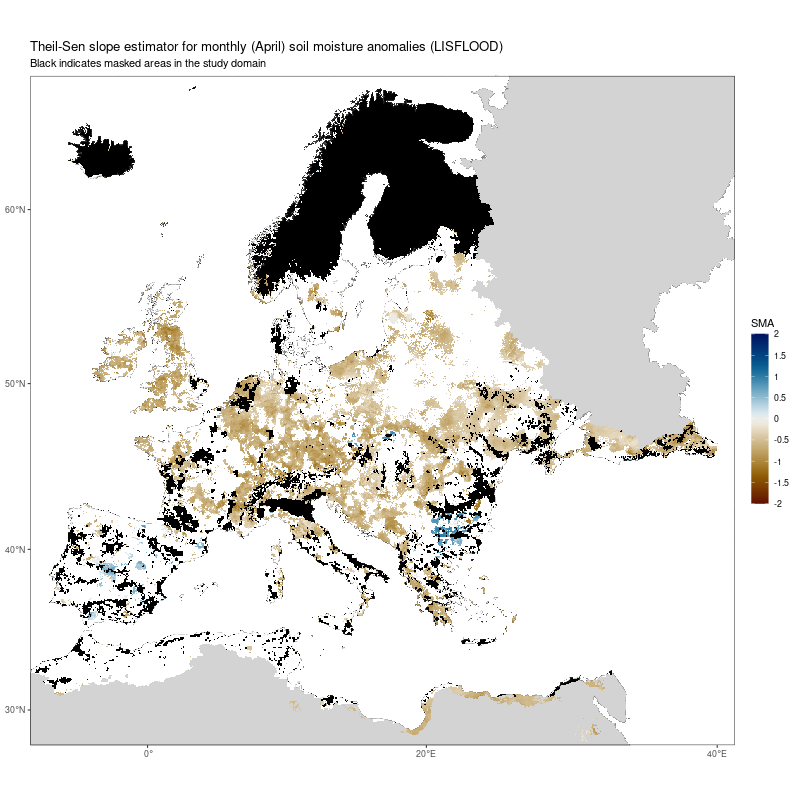 Theil-Sen slope estimator for monthly (April) soil moisture anomalies (LISFLOOD)
Black indicates masked areas in the study domain
60°N
50°N
40°N
30°N
0°
20°E
40°E
SMA
2
1.5
1
0.5
0
-0.5
-1
-1.5
-2